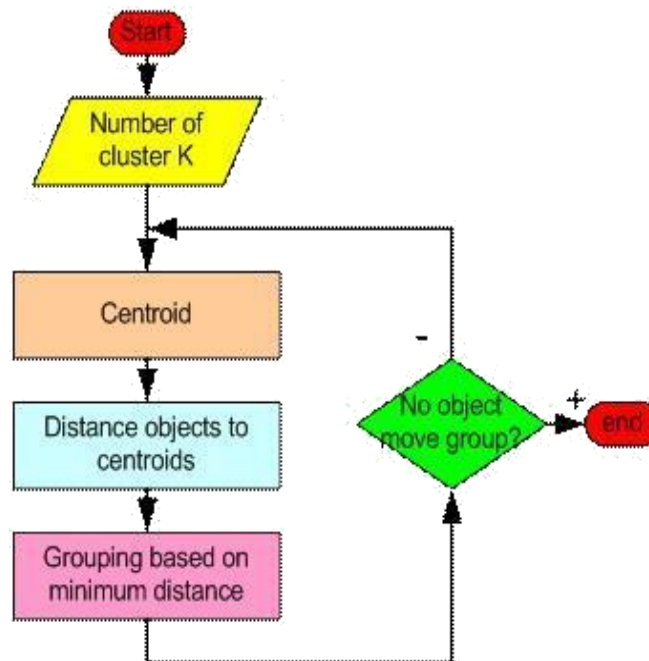 Start
Number of
cluster K
Centroid
Distance objects to
centroids
Grouping based on
minimum distance
-
No object
move group?
+
end